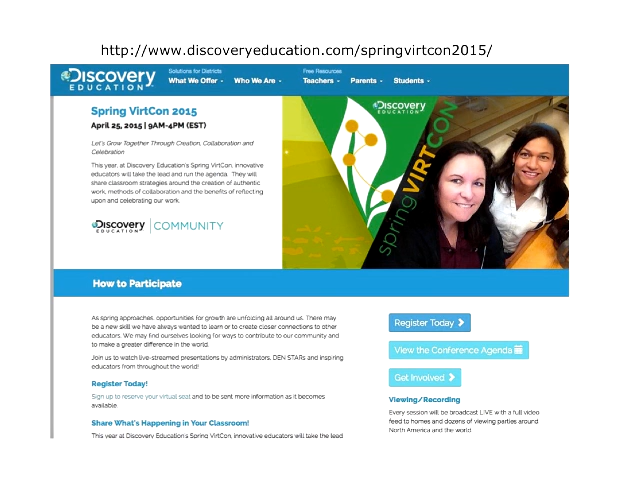 http://www.discoveryeducation.com/springvirtcon2015/
Discovery
EDUCATION
Solutions for Districts
What We Offer
Who We Are
Free Resources
Teachers
Parents
Students
Spring VirtCon 2015
April 25, 2015 | 9AM-4PM (EST)
Let's Grow Together Through Creation, Collaboration and
Celebration
This year, at Discovery Education's Spring VirtCon, innovative
educators will take the lead and run the agenda. They will
share classroom strategies around the creation of authentic
work, methods of collaboration and the benefits of reflecting
upon and celebrating our work.
Discovery
EDUCATION
COMMUNITY
Discovery
EDUCATION
spring VIRTCON
How to Participate
As spring approaches, opportunities for growth are unfolding all around us. There may
be a new skill we have always wanted to learn or to create closer connections to other
educators. We may find ourselves looking for ways to contribute to our community and
to make a greater difference in the world.
Join us to watch live-streamed presentations by administrators, DEN STARs and inspiring
educators from throughout the world!
Register Today!
Sign up to reserve your virtual seat and to be sent more information as it becomes
available.
Share What's Happening in Your Classroom!
This year at Discovery Education's Spring VirtCon, innovative educators will take the lead
Register Today
View the Conference Agenda
Get Involved
Viewing/Recording
Every session will be broadcast LIVE with a full video
feed to homes and dozens of viewing parties around
North America and the world.